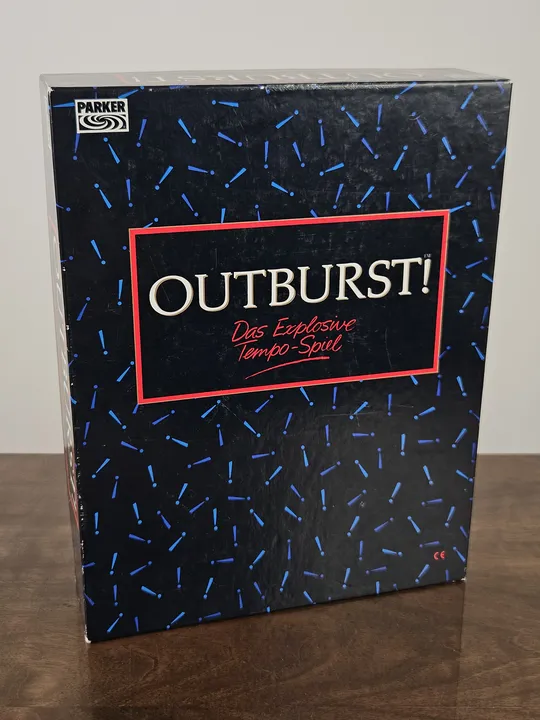 PARKER
OUTBURST!
Das Explosive
Tempo-Spiel
CE